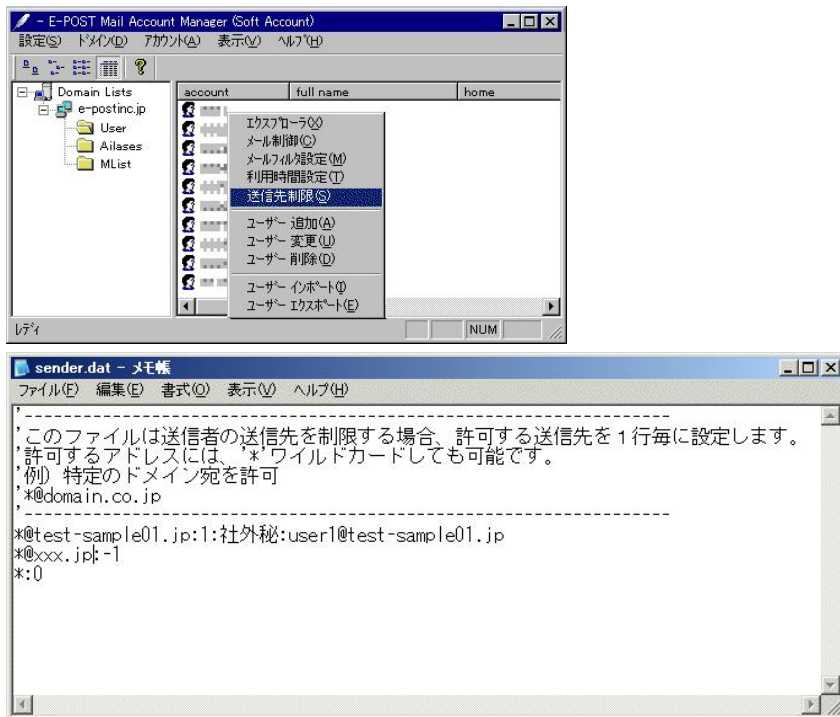 - E-POST Mail Account Manager (Soft Account)
設定(S) ドメイン(D) アカウント(A) 表示(V) ヘルプ(H)
Domain Lists
e-postinc.jp
User
Ailases
MList
account full name home
エクスプローラ(X)
メール制御(C)
メールフィルタ設定(M)
利用時間設定(T)
送信先制限(S)
ユーザー 追加(A)
ユーザー 変更(U)
ユーザー 削除(D)
ユーザー インポート(I)
ユーザー エクスポート(E)
レディ NUM
sender.dat - メモ帳
ファイル(F) 編集(E) 書式(O) 表示(V) ヘルプ(H)
'-----------------------------------------------------------------
'このファイルは送信者の送信先を制限する場合、許可する送信先を1行毎に設定します。
'許可するアドレスには、'*'ワイルドカードしても可能です。
'例) 特定のドメイン宛を許可
'*@domain.co.jp
'-----------------------------------------------------------------
*@test-sample01.jp:1:社外秘:user1@test-sample01.jp
*@xxx.jp:-1
*:0